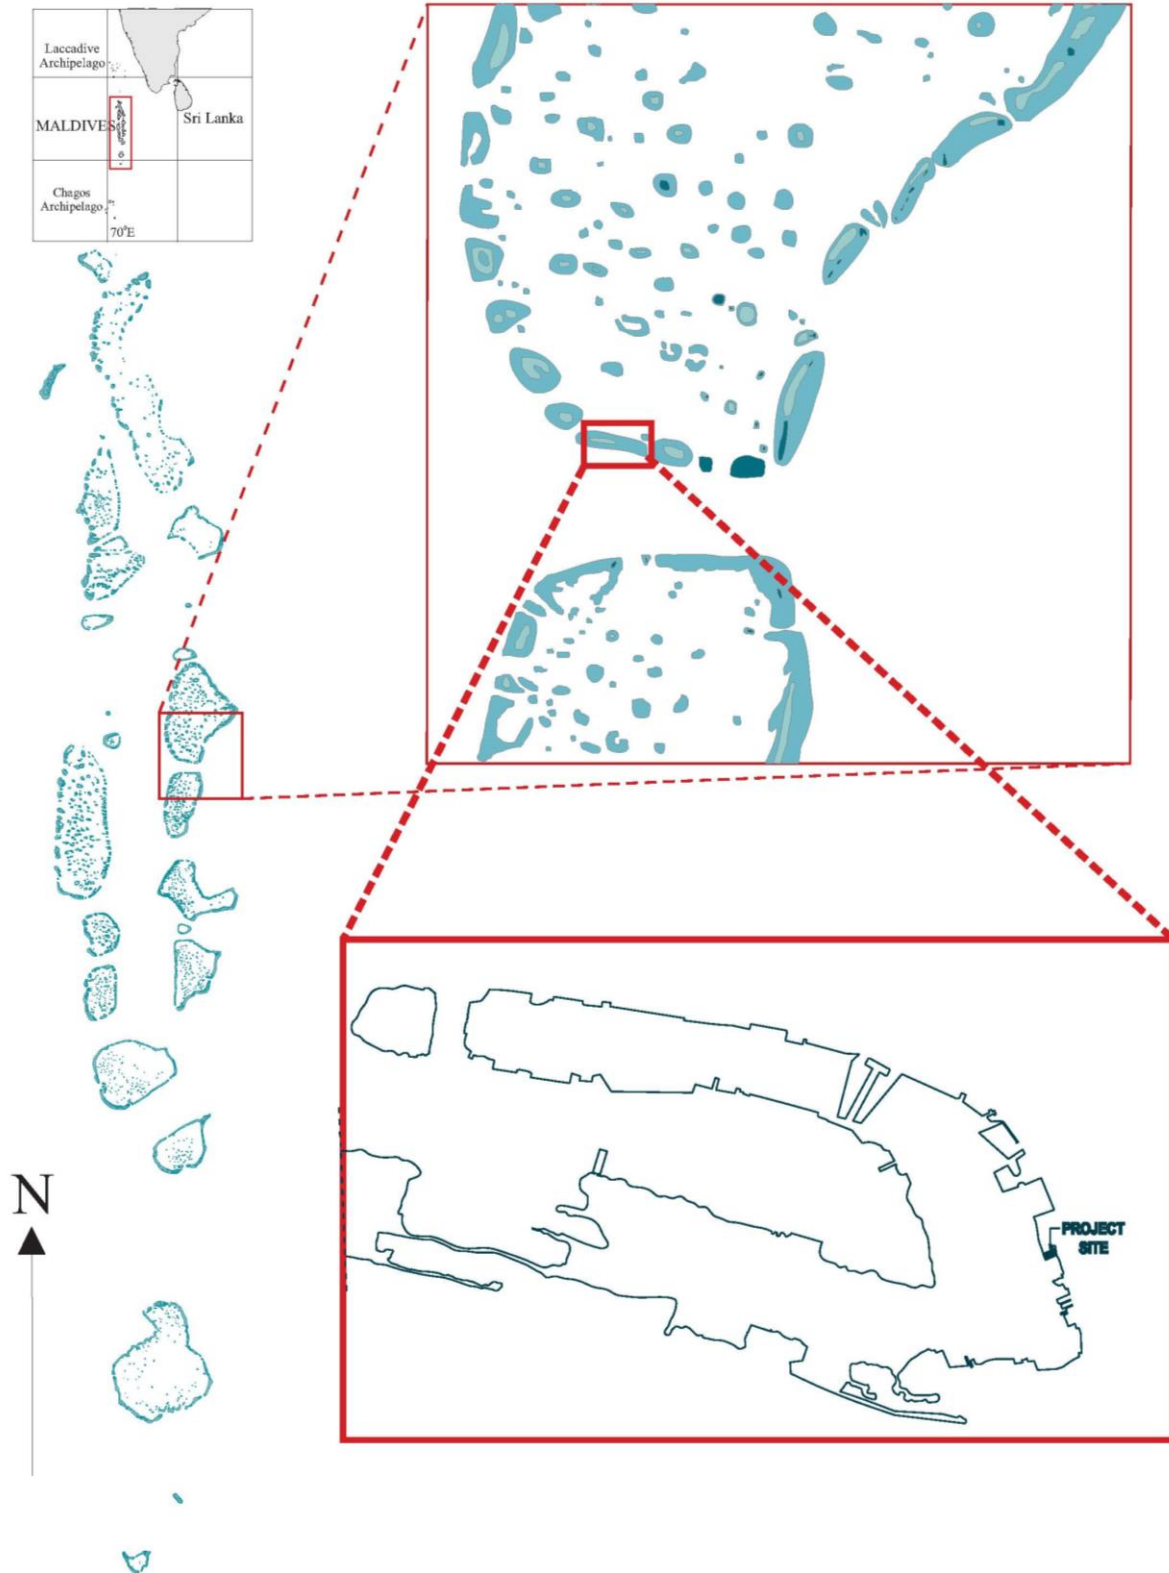 Laccadive
Archipelago
MALDIVES
Sri Lanka
Chagos
Archipelago
70°E
N
PROJECT
SITE